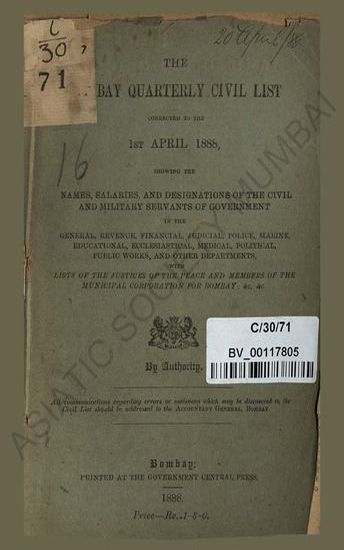 C
30
71
20 April/88
16
THE
BAY QUARTERLY CIVIL LIST
CORRECTED TO THE
1ST APRIL 1888,
SHOWING THE
NAMES, SALARIES, AND DESIGNATIONS OF THE CIVIL
AND MILITARY SERVANTS OF GOVERNMENT
IN THE
GENERAL, REVENUE, FINANCIAL, JUDICIAL, POLICE, MARINE,
EDUCATIONAL, ECCLESIASTICAL, MEDICAL, POLITICAL,
PUBLIC WORKS, AND OTHER DEPARTMENTS,
WITH
LISTS OF THE JUSTICES OF THE PEACE AND MEMBERS OF THE
MUNICIPAL CORPORATION FOR BOMBAY, &c. &c.
C/30/71
BV_00117805
By Authority.
All communications regarding errors or omissions which may be discovered in the
Civil List should be addressed to the ACCOUNTANT GENERAL, BOMBAY.
Bombay:
PRINTED AT THE GOVERNMENT CENTRAL PRESS.
1888.
Price—Re. 1-8-0.
ASIATIC SOCIETY OF MUMBAI